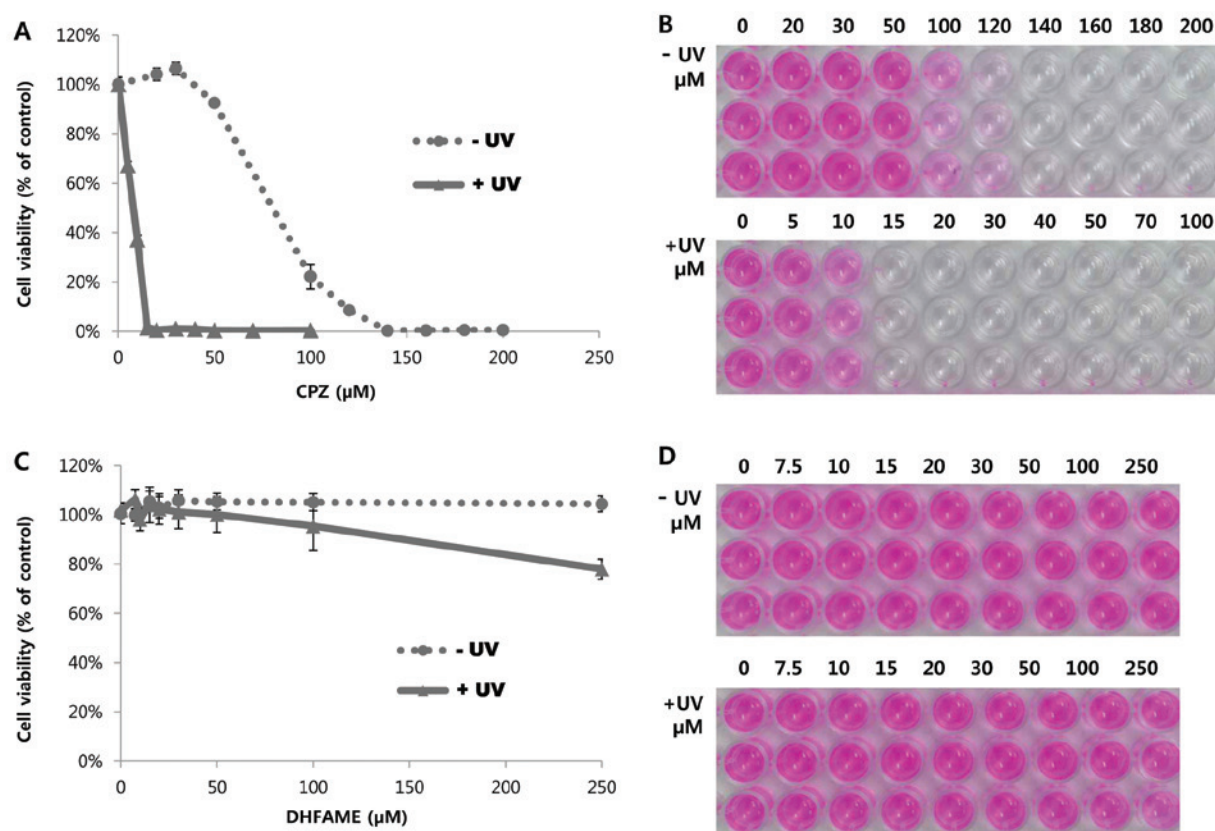 A
120%
100%
80%
60%
40%
20%
0%
Cell viability (% of control)
- UV
+ UV
0 50 100 150 200 250
CPZ (µM)
B
0 20 30 50 100 120 140 160 180 200
- UV
µM
0 5 10 15 20 30 40 50 70 100
+UV
µM
C
120%
100%
80%
60%
40%
20%
0%
Cell viability (% of control)
- UV
+ UV
0 50 100 150 200 250
DHFAME (µM)
D
0 7.5 10 15 20 30 50 100 250
- UV
µM
0 7.5 10 15 20 30 50 100 250
+UV
µM